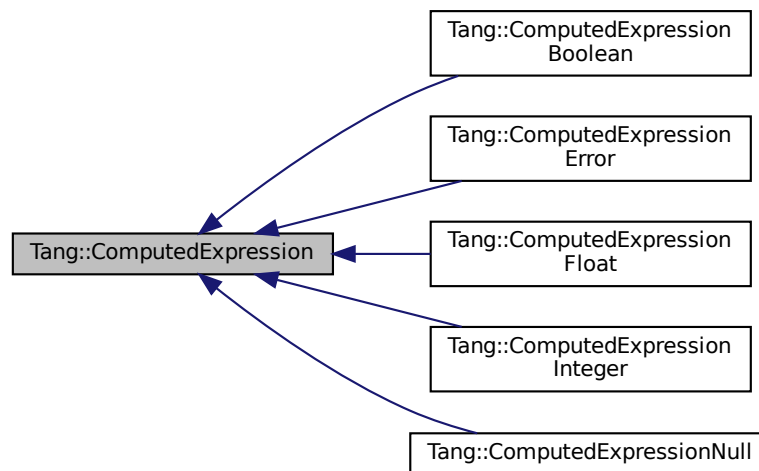 Tang::ComputedExpression
Boolean
Tang::ComputedExpression
Error
Tang::ComputedExpression
Tang::ComputedExpression
Float
Tang::ComputedExpression
Integer
Tang::ComputedExpressionNull